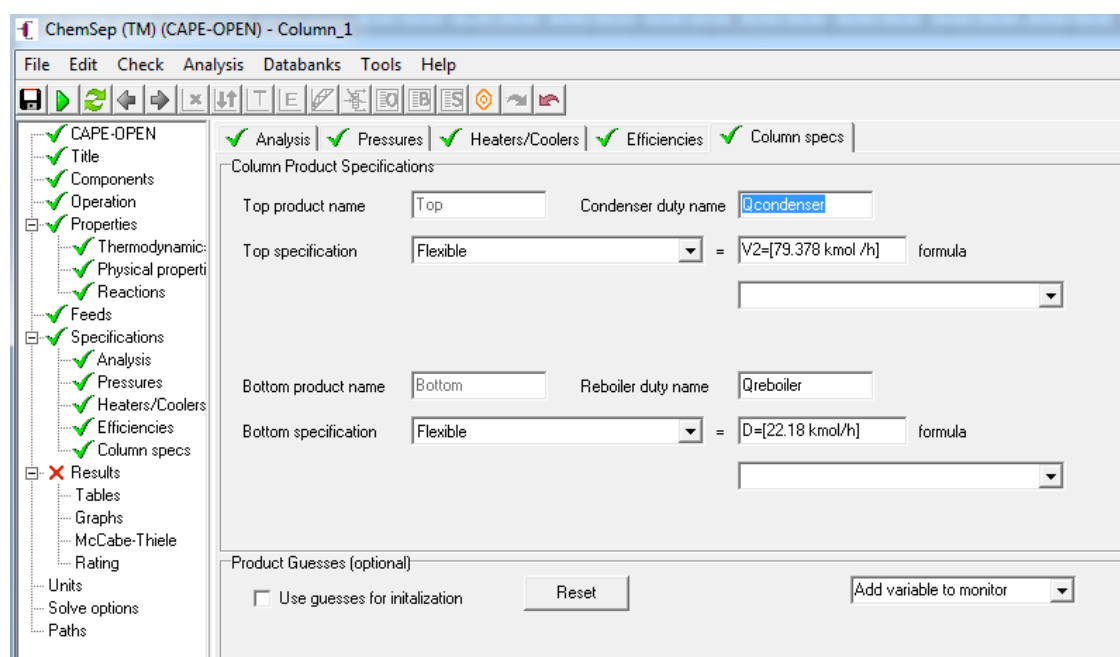 ChemSep (TM) (CAPE-OPEN) - Column_1
File Edit Check Analysis Databanks Tools Help
CAPE-OPEN
Title
Components
Operation
Properties
Thermodynamic:
Physical properti
Reactions
Feeds
Specifications
Analysis
Pressures
Heaters/Coolers
Efficiencies
Column specs
Results
Tables
Graphs
McCabe-Thiele
Rating
Units
Solve options
Paths
Analysis Pressures Heaters/Coolers Efficiencies Column specs
Column Product Specifications
Top product name Top Condenser duty name Qcondenser
Top specification Flexible = V2=[79.378 kmol /h] formula
Bottom product name Bottom Reboiler duty name Qreboiler
Bottom specification Flexible = D=[22.18 kmol/h] formula
Product Guesses (optional)
Use guesses for initalization Reset Add variable to monitor